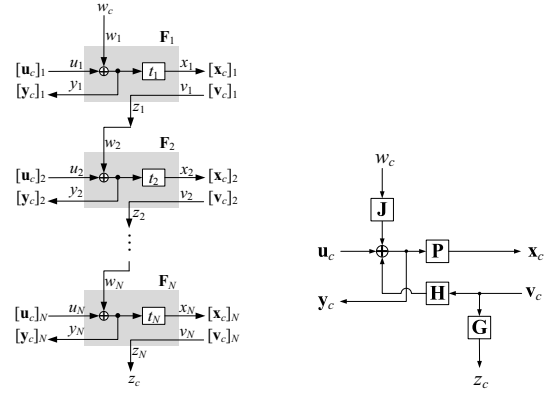 w_c
w_1 F_1
[u_c]_1 u_1 t_1 x_1 [x_c]_1
[y_c]_1 y_1 v_1 [v_c]_1
z_1
w_2 F_2
[u_c]_2 u_2 t_2 x_2 [x_c]_2
[y_c]_2 y_2 v_2 [v_c]_2
z_2
⋮
w_N F_N
[u_c]_N u_N t_N x_N [x_c]_N
[y_c]_N y_N v_N [v_c]_N
z_N
z_c
w_c
J
u_c P x_c
H v_c
y_c
G
z_c